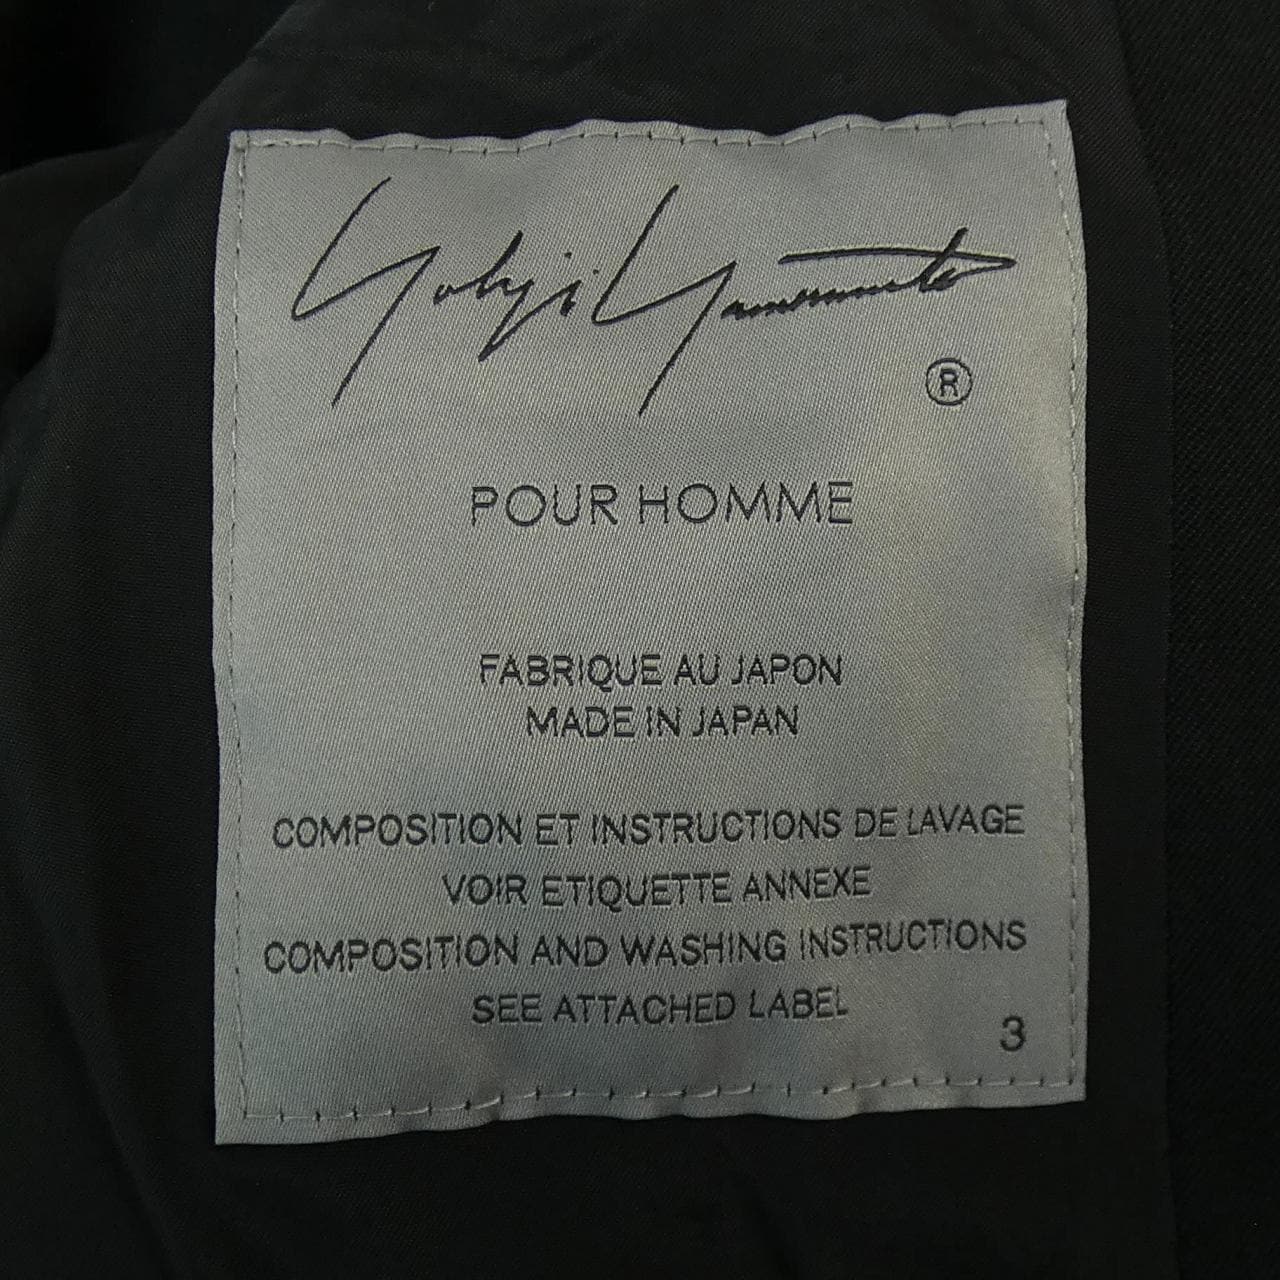 Yohji Yamamoto
®
POUR HOMME
FABRIQUE AU JAPON
MADE IN JAPAN
COMPOSITION ET INSTRUCTIONS DE LAVAGE
VOIR ETIQUETTE ANNEXE
COMPOSITION AND WASHING INSTRUCTIONS
SEE ATTACHED LABEL
3